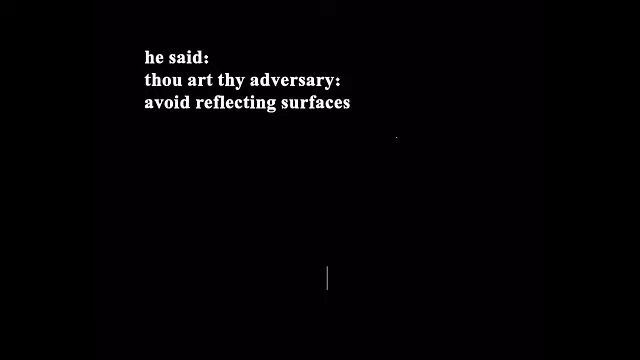 he said:
thou art thy adversary:
avoid reflecting surfaces